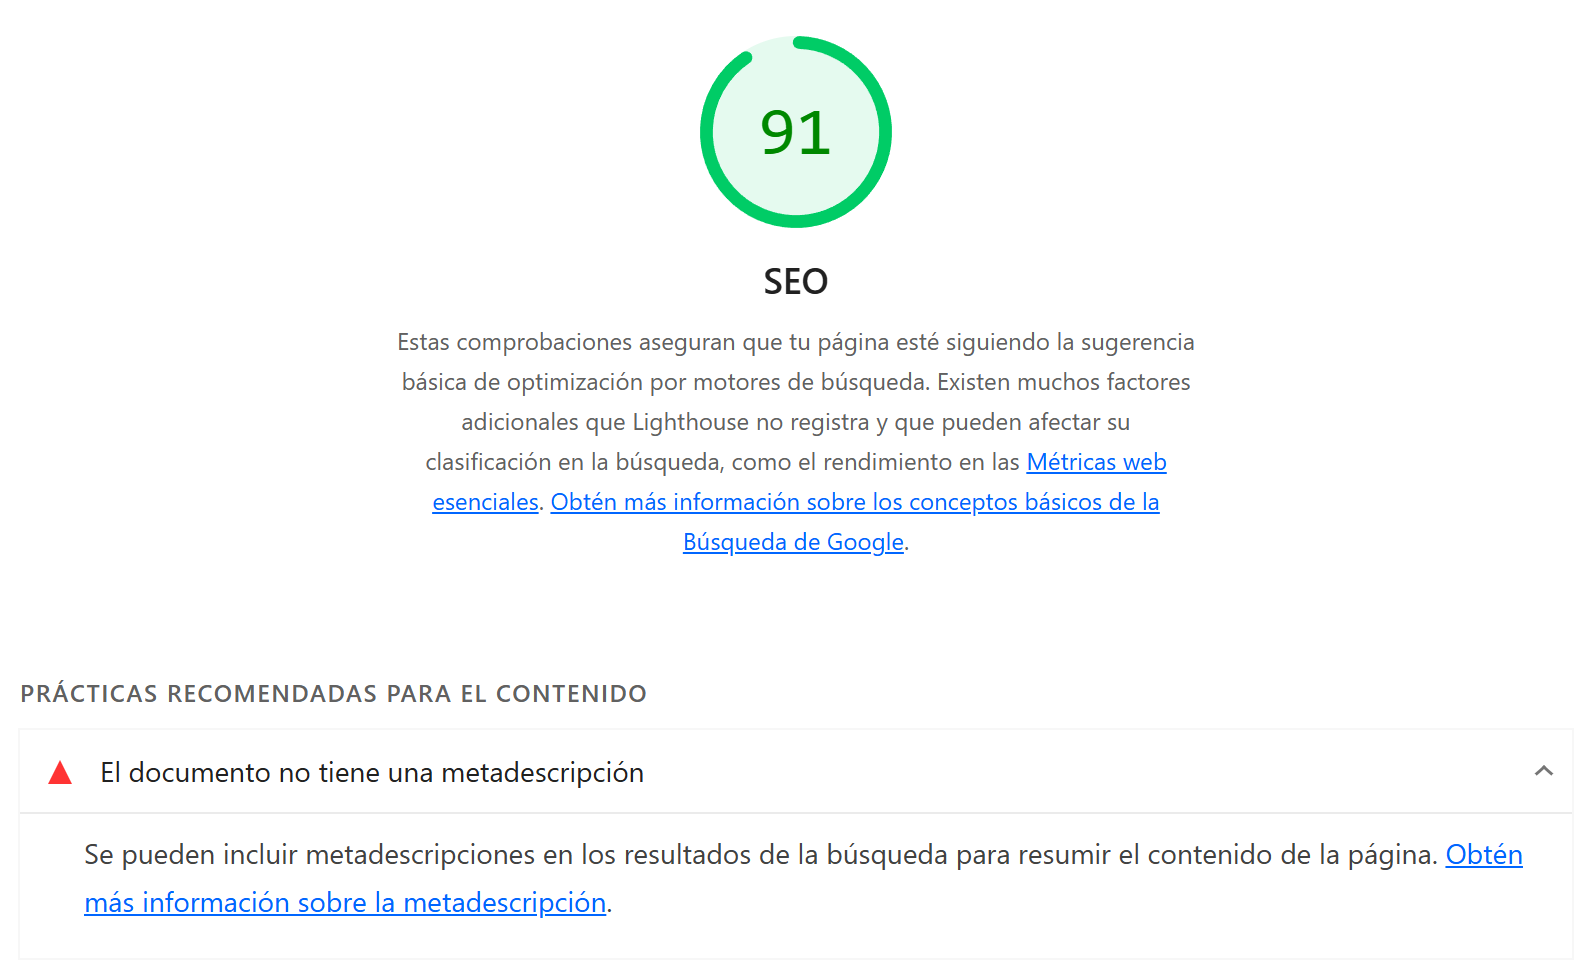 91
SEO
Estas comprobaciones aseguran que tu página esté siguiendo la sugerencia
básica de optimización por motores de búsqueda. Existen muchos factores
adicionales que Lighthouse no registra y que pueden afectar su
clasificación en la búsqueda, como el rendimiento en las Métricas web
esenciales. Obtén más información sobre los conceptos básicos de la
Búsqueda de Google.
PRÁCTICAS RECOMENDADAS PARA EL CONTENIDO
El documento no tiene una metadescripción
Se pueden incluir metadescripciones en los resultados de la búsqueda para resumir el contenido de la página. Obtén
más información sobre la metadescripción.